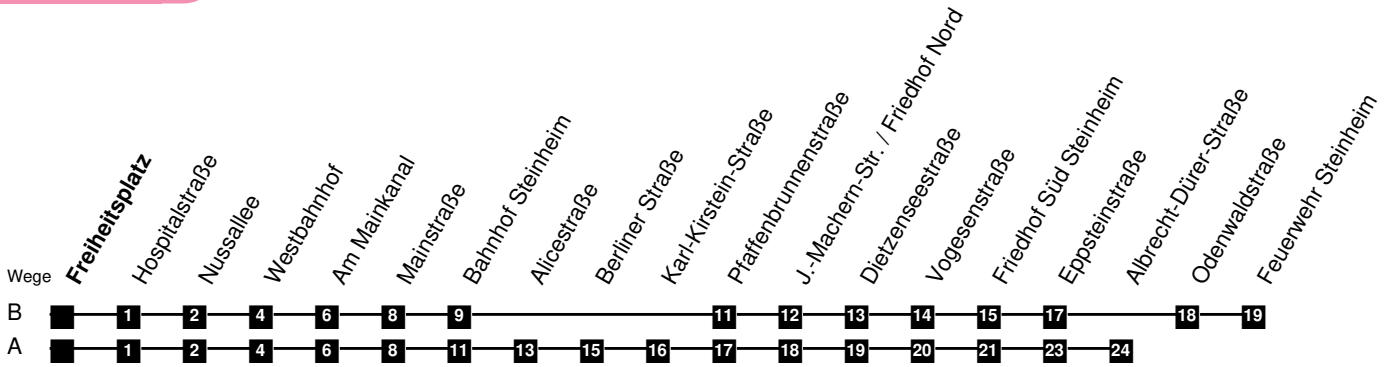 Freiheitsplatz
Hospitalstraße
Nussallee
Westbahnhof
Am Mainkanal
Mainstraße
Bahnhof Steinheim
Alicestraße
Berliner Straße
Karl-Kirstein-Straße
Pfaffenbrunnenstraße
J.-Machern-Str. / Friedhof Nord
Dietzenseestraße
Vogesenstraße
Friedhof Süd Steinheim
Eppsteinstraße
Albrecht-Dürer-Straße
Odenwaldstraße
Feuerwehr Steinheim
Wege
B 1 2 4 6 8 9 11 12 13 14 15 17 18 19
A 1 2 4 6 8 11 13 15 16 17 18 19 20 21 23 24